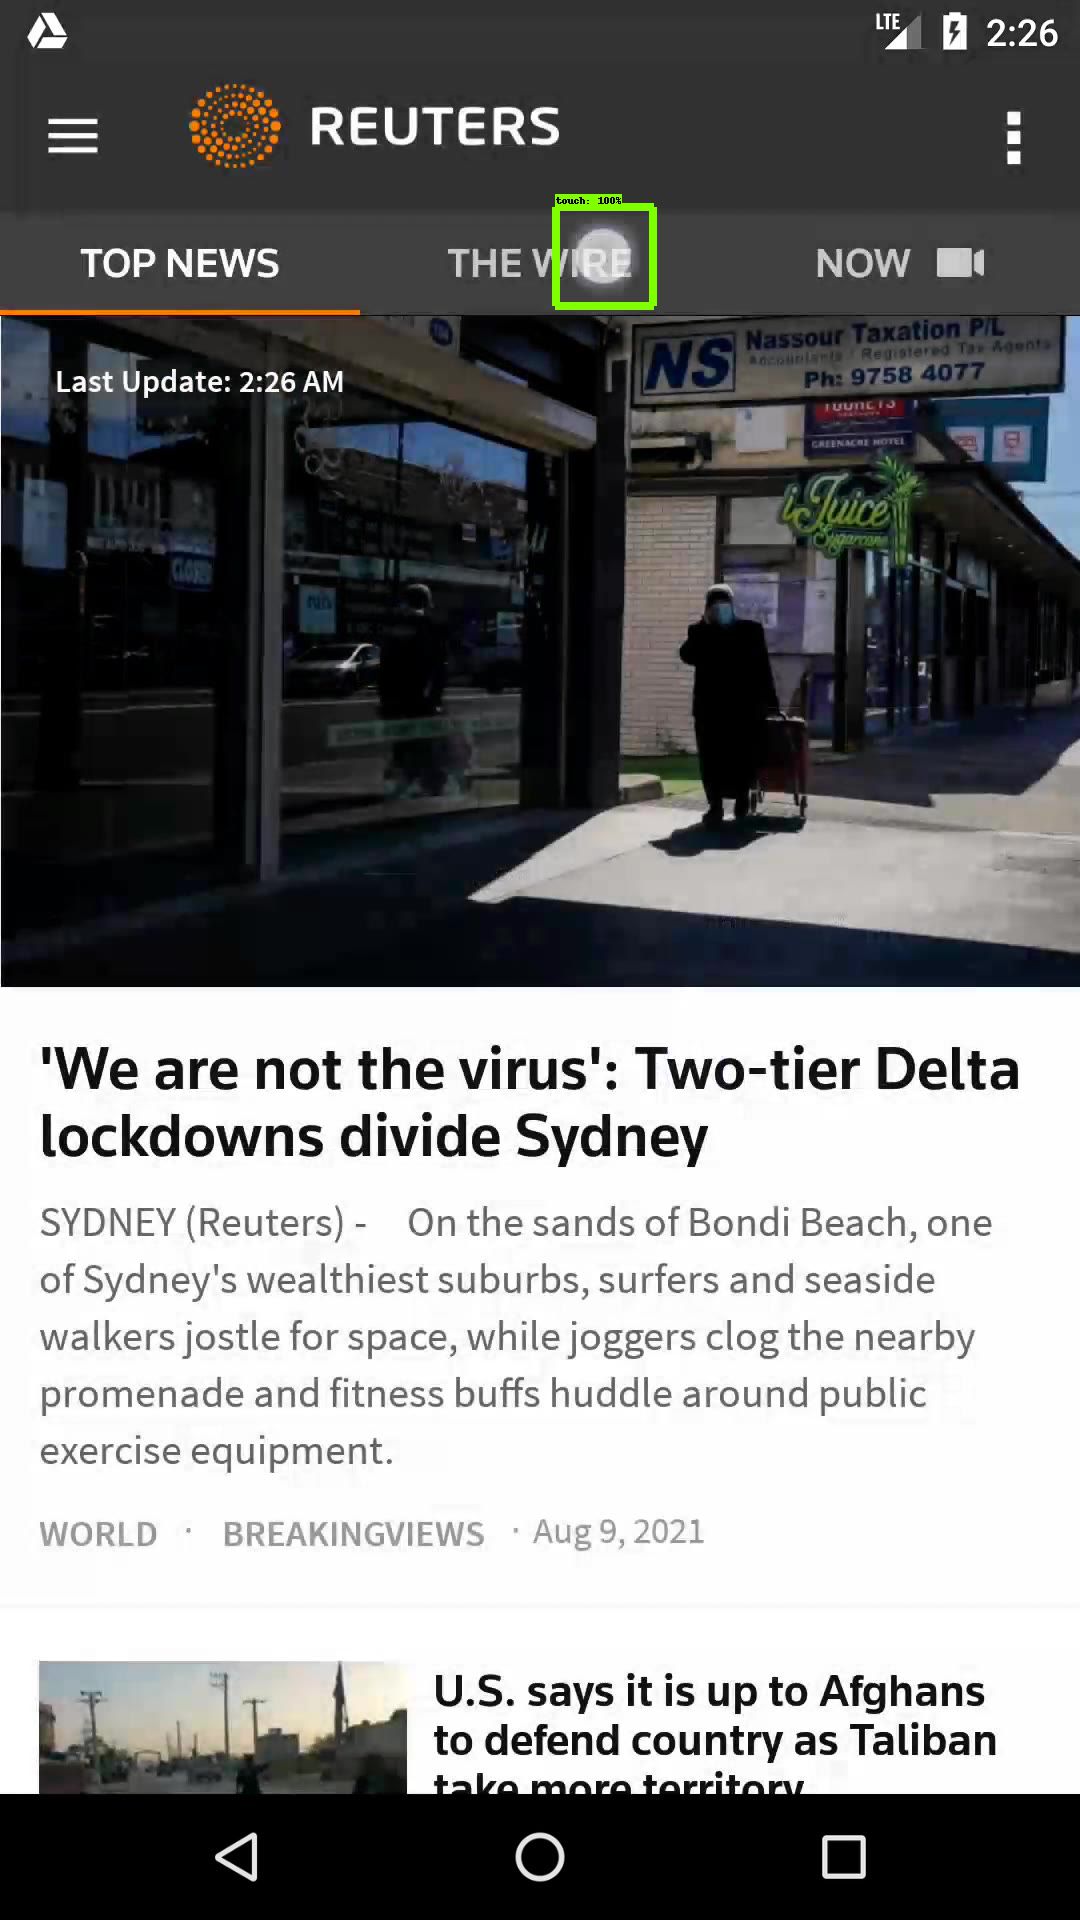 LTE 2:26
REUTERS
touch: 100%
TOP NEWS THE WIRE NOW
Last Update: 2:26 AM
NS Nassour Taxation P/L
Accountants / Registered Tax Agents
Ph: 9758 4077
GREENACRE HOTEL
iJuice
Sugarcane
CLOSED
'We are not the virus': Two-tier Delta
lockdowns divide Sydney
SYDNEY (Reuters) - On the sands of Bondi Beach, one
of Sydney's wealthiest suburbs, surfers and seaside
walkers jostle for space, while joggers clog the nearby
promenade and fitness buffs huddle around public
exercise equipment.
WORLD · BREAKINGVIEWS · Aug 9, 2021
U.S. says it is up to Afghans
to defend country as Taliban
take more territory